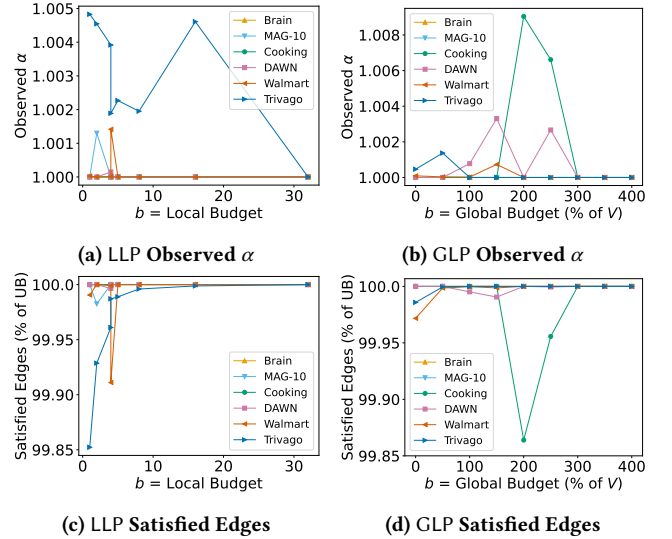 1.005
1.004
1.003
1.002
1.001
1.000
Observed α
Brain
MAG-10
Cooking
DAWN
Walmart
Trivago
0 10 20 30
b = Local Budget
(a) LLP Observed α
1.008
1.006
1.004
1.002
1.000
Observed α
Brain
MAG-10
Cooking
DAWN
Walmart
Trivago
0 100 200 300 400
b = Global Budget (% of V)
(b) GLP Observed α
100.0
99.95
99.90
99.85
Satisfied Edges (% of UB)
Brain
MAG-10
Cooking
DAWN
Walmart
Trivago
0 10 20 30
b = Local Budget
(c) LLP Satisfied Edges
100.0
99.95
99.90
99.85
Satisfied Edges (% of UB)
Brain
MAG-10
Cooking
DAWN
Walmart
Trivago
0 100 200 300 400
b = Global Budget (% of V)
(d) GLP Satisfied Edges